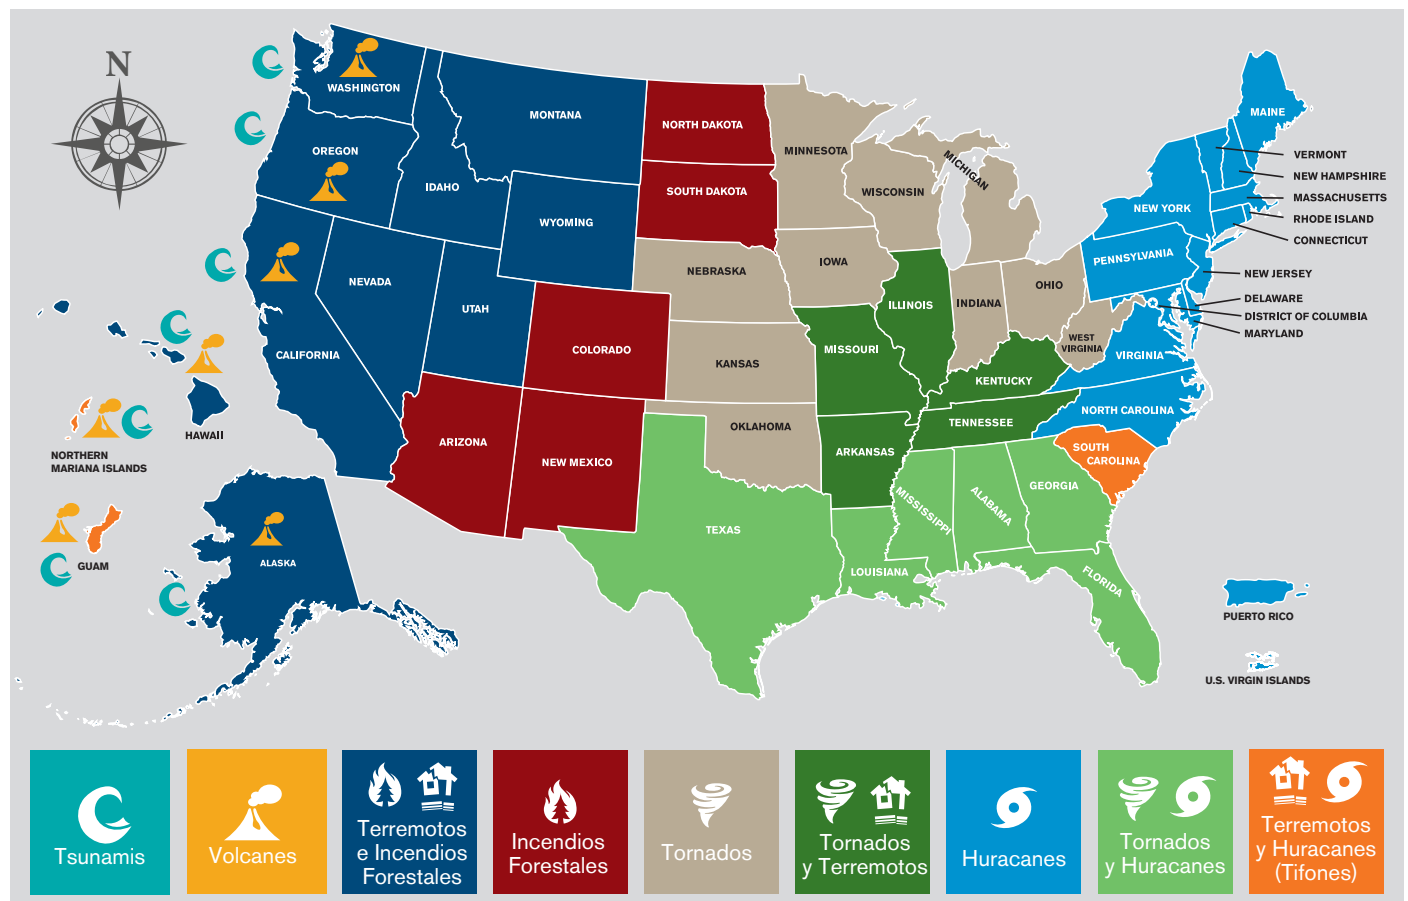 N
WASHINGTON
MONTANA
NORTH DAKOTA
MINNESOTA
MICHIGAN
MAINE
OREGON
IDAHO
SOUTH DAKOTA
WISCONSIN
VERMONT
NEW HAMPSHIRE
MASSACHUSETTS
NEW YORK
RHODE ISLAND
CONNECTICUT
WYOMING
NEVADA
NEBRASKA
IOWA
PENNSYLVANIA
NEW JERSEY
UTAH
ILLINOIS
INDIANA
OHIO
DELAWARE
DISTRICT OF COLUMBIA
MARYLAND
CALIFORNIA
COLORADO
KANSAS
MISSOURI
WEST
VIRGINIA
VIRGINIA
KENTUCKY
HAWAII
ARIZONA
NEW MEXICO
OKLAHOMA
ARKANSAS
TENNESSEE
NORTH CAROLINA
NORTHERN
MARIANA ISLANDS
SOUTH
CAROLINA
TEXAS
MISSISSIPPI
ALABAMA
GEORGIA
GUAM
ALASKA
LOUISIANA
FLORIDA
PUERTO RICO
U.S. VIRGIN ISLANDS
Tsunamis
Volcanes
Terremotos
e Incendios
Forestales
Incendios
Forestales
Tornados
Tornados
y Terremotos
Huracanes
Tornados
y Huracanes
Terremotos
y Huracanes
(Tifones)